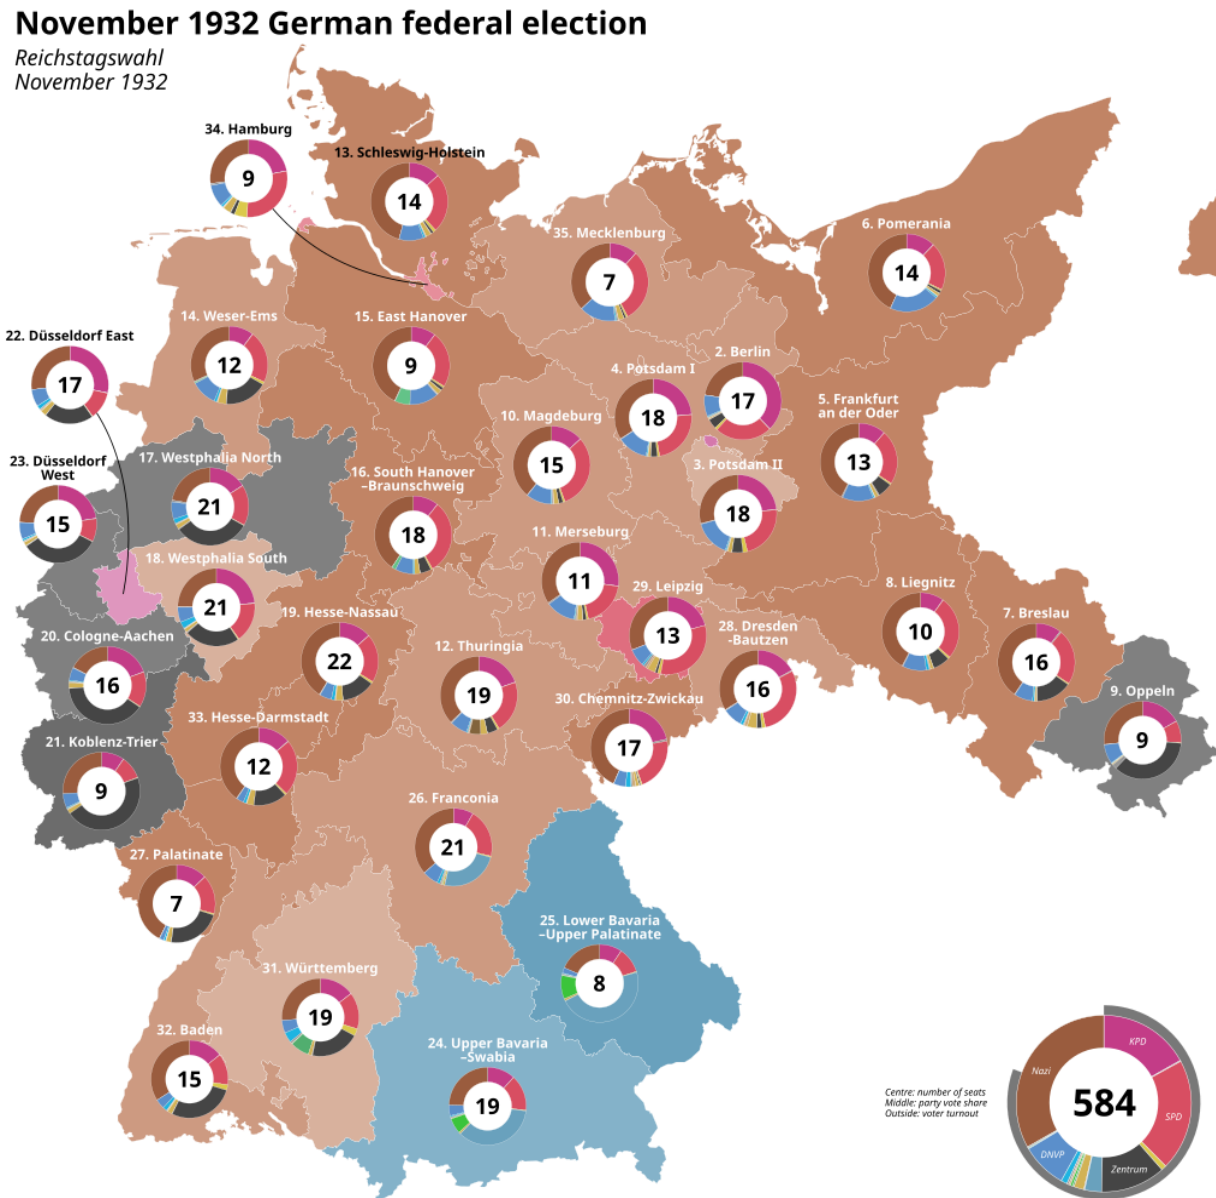 November 1932 German federal election
Reichstagswahl
November 1932
34. Hamburg
9
13. Schleswig-Holstein
14
35. Mecklenburg
7
6. Pomerania
14
14. Weser-Ems
12
15. East Hanover
9
22. Düsseldorf East
17
4. Potsdam I
18
2. Berlin
17
5. Frankfurt
an der Oder
13
10. Magdeburg
15
23. Düsseldorf
West
15
17. Westphalia North
21
16. South Hanover
–Braunschweig
18
3. Potsdam II
18
11. Merseburg
11
18. Westphalia South
21
29. Leipzig
13
8. Liegnitz
10
7. Breslau
16
19. Hesse-Nassau
22
20. Cologne-Aachen
16
12. Thuringia
19
28. Dresden
-Bautzen
16
9. Oppeln
9
30. Chemnitz-Zwickau
17
33. Hesse-Darmstadt
12
21. Koblenz-Trier
9
26. Franconia
21
27. Palatinate
7
25. Lower Bavaria
–Upper Palatinate
8
31. Württemberg
19
32. Baden
15
24. Upper Bavaria
–Swabia
19
Centre: number of seats
Middle: party vote share
Outside: voter turnout
584
Nazi
KPD
SPD
Zentrum
DNVP